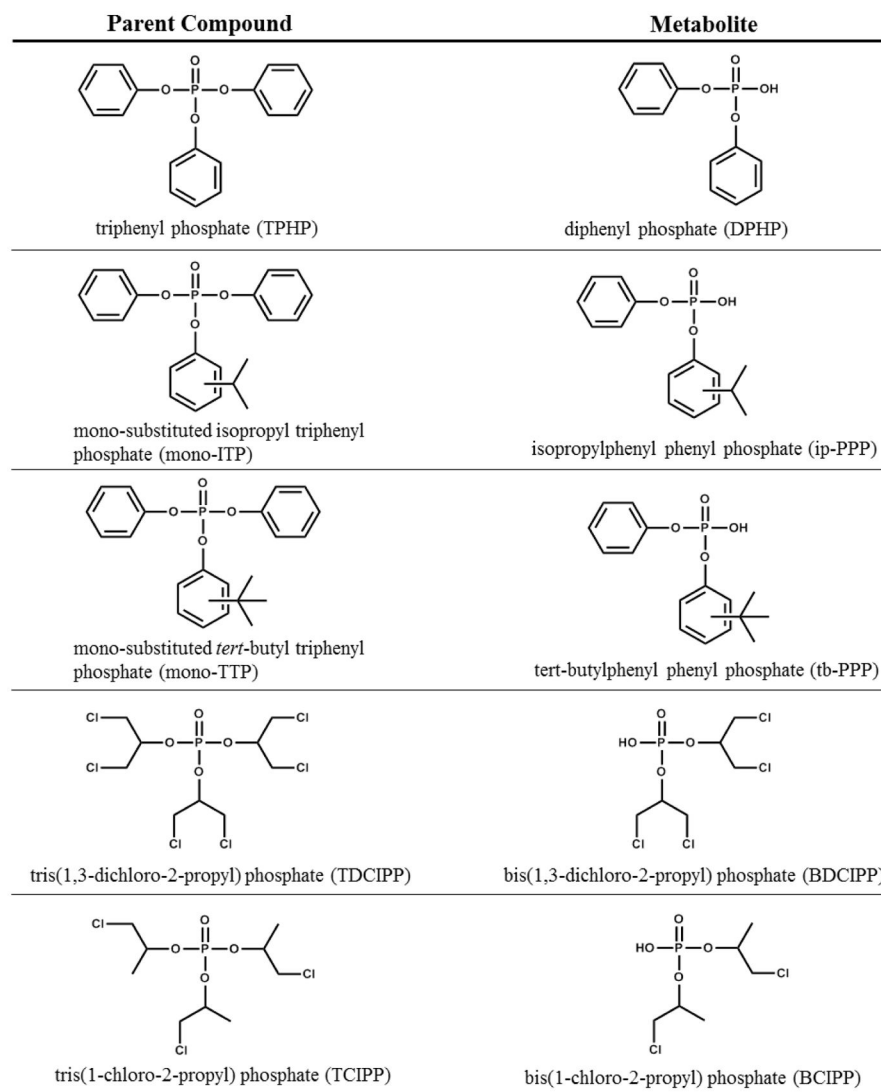 Parent Compound
Metabolite
O
O P O
O
triphenyl phosphate (TPHP)
O
O P OH
O
diphenyl phosphate (DPHP)
O
O P O
O
mono-substituted isopropyl triphenyl
phosphate (mono-ITP)
O
O P OH
O
isopropylphenyl phenyl phosphate (ip-PPP)
O
O P O
O
mono-substituted tert-butyl triphenyl
phosphate (mono-TTP)
O
O P OH
O
tert-butylphenyl phenyl phosphate (tb-PPP)
Cl O Cl
O P O
Cl Cl
O
Cl Cl
tris(1,3-dichloro-2-propyl) phosphate (TDCIPP)
O Cl
HO P O
Cl
O
Cl Cl
bis(1,3-dichloro-2-propyl) phosphate (BDCIPP)
Cl O
O P O
Cl
O
Cl
tris(1-chloro-2-propyl) phosphate (TCIPP)
O
HO P O
Cl
O
Cl
bis(1-chloro-2-propyl) phosphate (BCIPP)